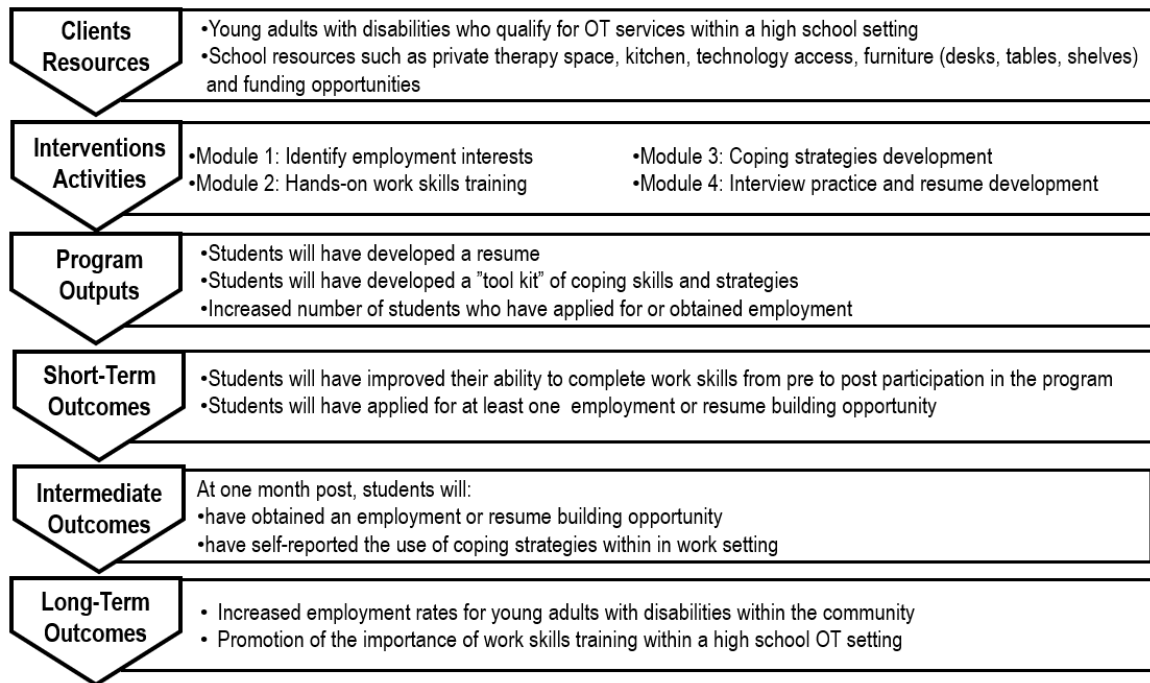 Clients
Resources
•Young adults with disabilities who qualify for OT services within a high school setting
•School resources such as private therapy space, kitchen, technology access, furniture (desks, tables, shelves)
and funding opportunities
Interventions
Activities
•Module 1: Identify employment interests
•Module 2: Hands-on work skills training
•Module 3: Coping strategies development
•Module 4: Interview practice and resume development
Program
Outputs
•Students will have developed a resume
•Students will have developed a ”tool kit” of coping skills and strategies
•Increased number of students who have applied for or obtained employment
Short-Term
Outcomes
•Students will have improved their ability to complete work skills from pre to post participation in the program
•Students will have applied for at least one  employment or resume building opportunity
Intermediate
Outcomes
At one month post, students will:
•have obtained an employment or resume building opportunity
•have self-reported the use of coping strategies within in work setting
Long-Term
Outcomes
• Increased employment rates for young adults with disabilities within the community
• Promotion of the importance of work skills training within a high school OT setting